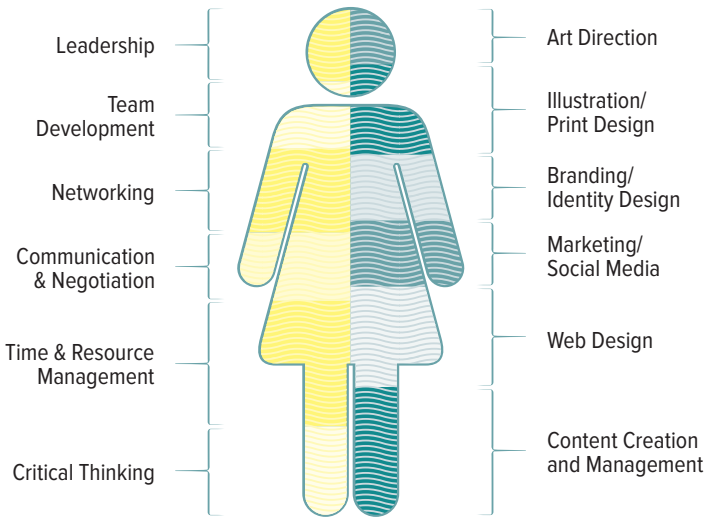 Leadership
Team
Development
Networking
Communication
& Negotiation
Time & Resource
Management
Critical Thinking
Art Direction
Illustration/
Print Design
Branding/
Identity Design
Marketing/
Social Media
Web Design
Content Creation
and Management